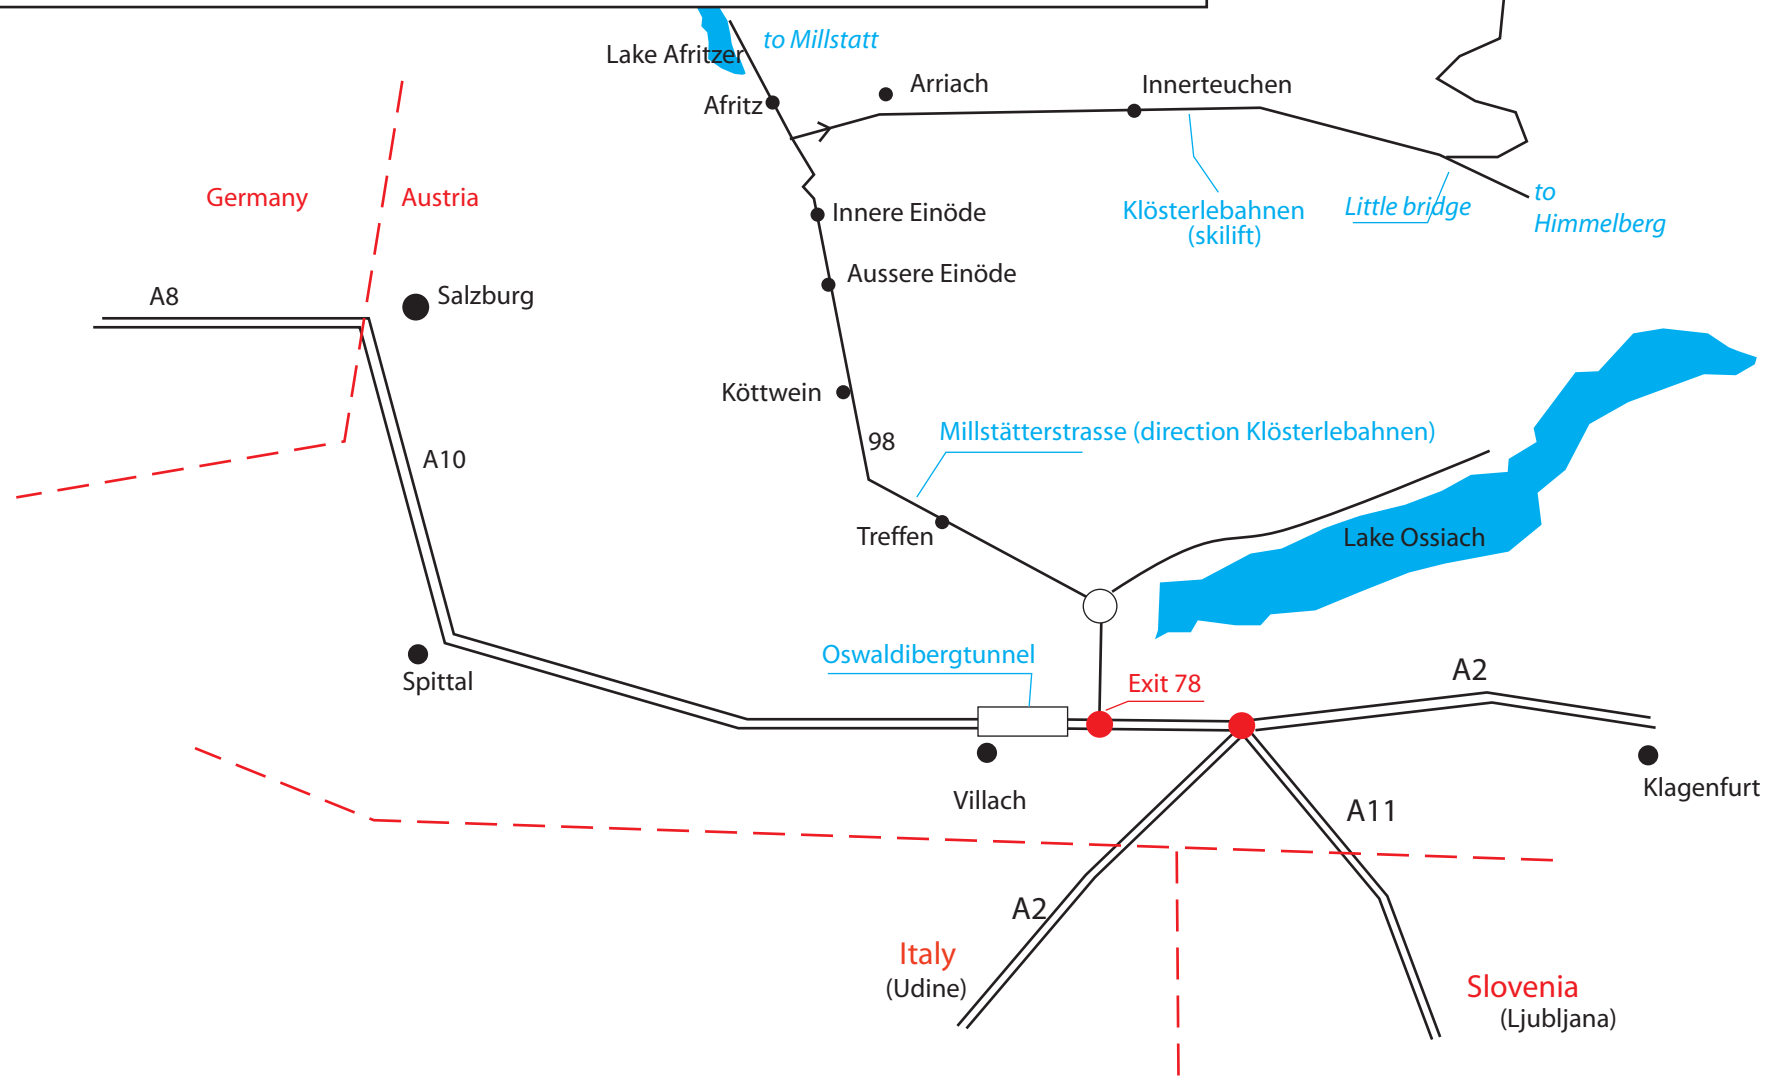 to Millstatt
Lake Afritzer
Arriach
Innerteuchen
Afritz
Germany
Austria
Innere Einöde
Klösterlebahnen
(skilift)
Little bridge
to
Himmelberg
Aussere Einöde
A8
Salzburg
Köttwein
98
Millstätterstrasse (direction Klösterlebahnen)
A10
Treffen
Lake Ossiach
Oswaldibergtunnel
Exit 78
A2
Spittal
Villach
A11
Klagenfurt
A2
Italy
(Udine)
Slovenia
(Ljubljana)